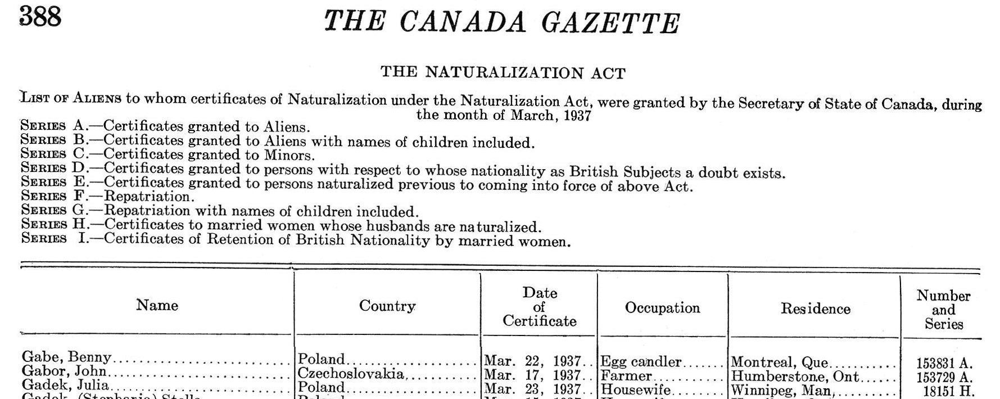 388
THE CANADA GAZETTE
THE NATURALIZATION ACT
LIST OF ALIENS to whom certificates of Naturalization under the Naturalization Act, were granted by the Secretary of State of Canada, during
the month of March, 1937
SERIES A.—Certificates granted to Aliens.
SERIES B.—Certificates granted to Aliens with names of children included.
SERIES C.—Certificates granted to Minors.
SERIES D.—Certificates granted to persons with respect to whose nationality as British Subjects a doubt exists.
SERIES E.—Certificates granted to persons naturalized previous to coming into force of above Act.
SERIES F.—Repatriation.
SERIES G.—Repatriation with names of children included.
SERIES H.—Certificates to married women whose husbands are naturalized.
SERIES I.—Certificates of Retention of British Nationality by married women.
Name Country Date of Certificate Occupation Residence Number and Series
Gabe, Benny Poland Mar. 22, 1937 Egg candler Montreal, Que 153831 A.
Gabor, John Czechoslovakia Mar. 17, 1937 Farmer Humberstone, Ont 153729 A.
Gadek, Julia Poland Mar. 23, 1937 Housewife Winnipeg, Man 18151 H.